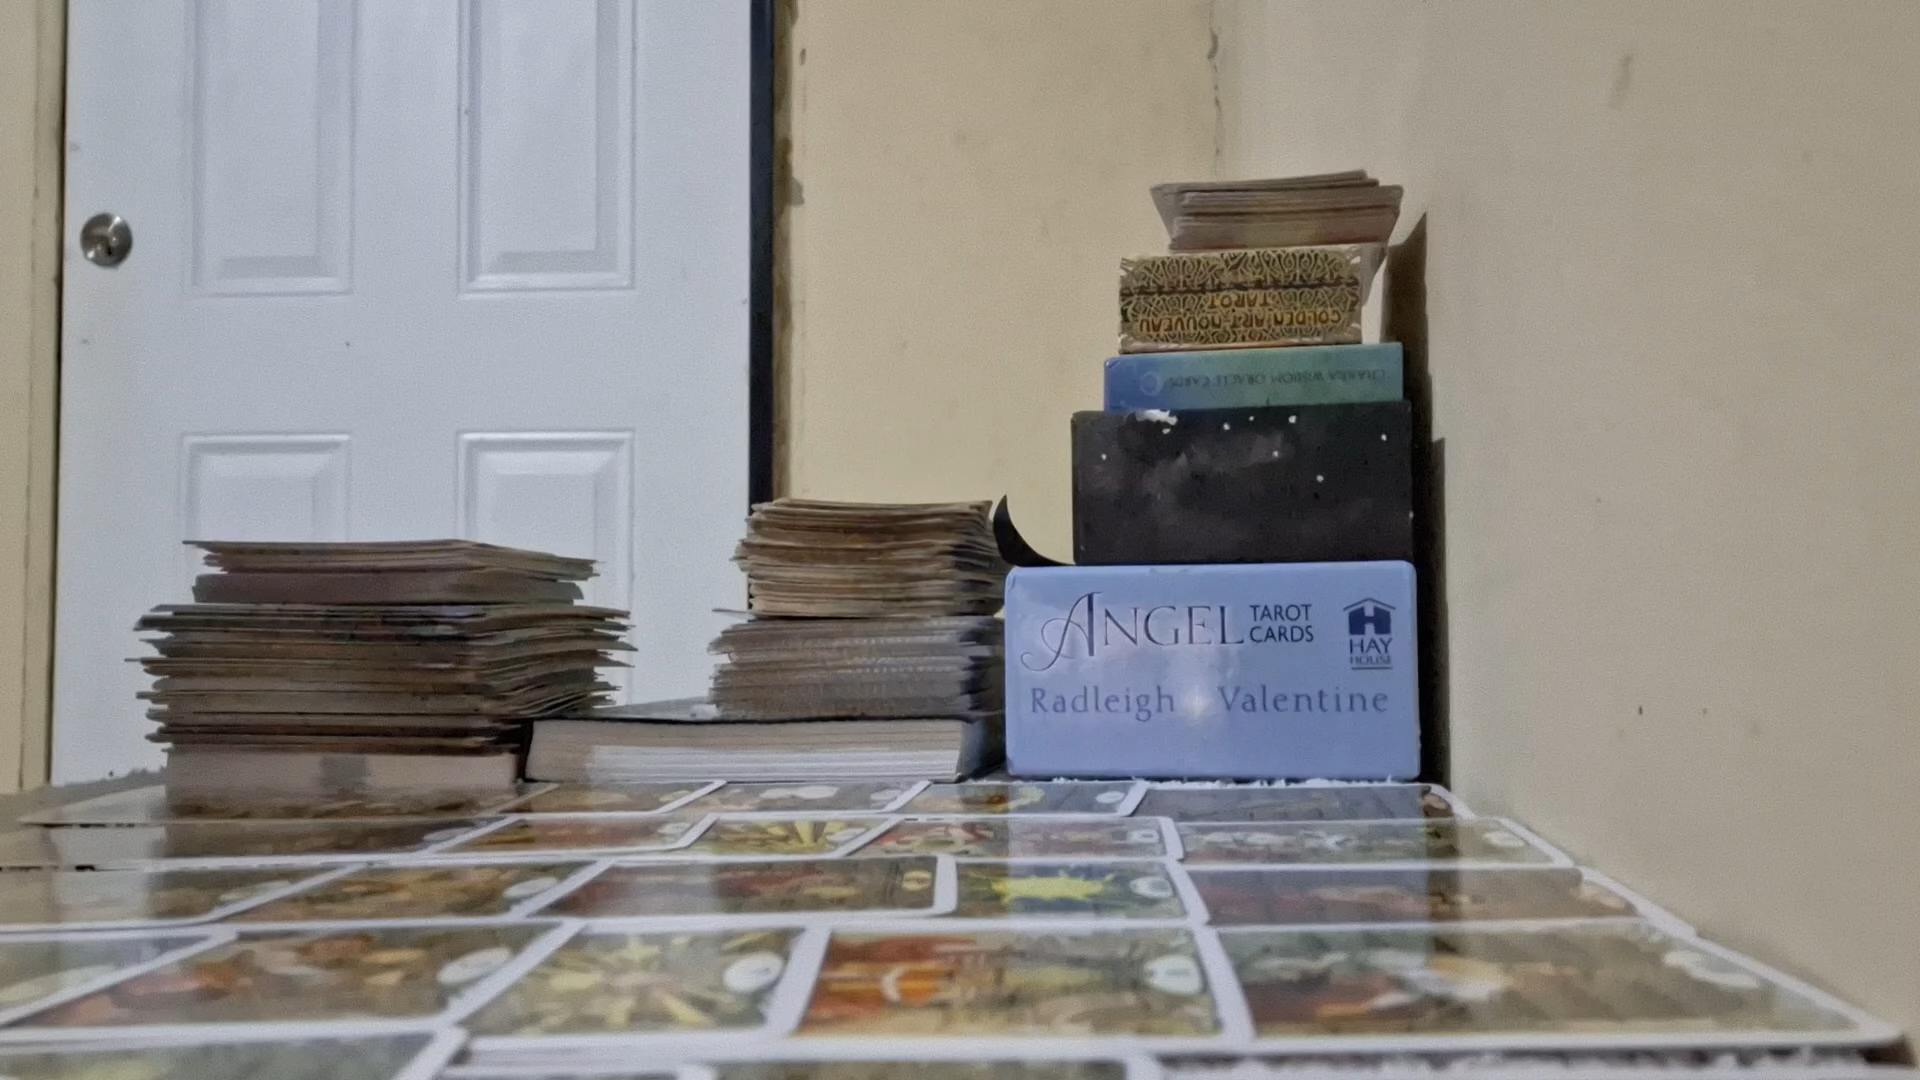 GOLDEN ART NOUVEAU
TAROT
CHAKRA WISDOM ORACLE CARDS
ANGEL TAROT CARDS
HAY HOUSE
Radleigh Valentine